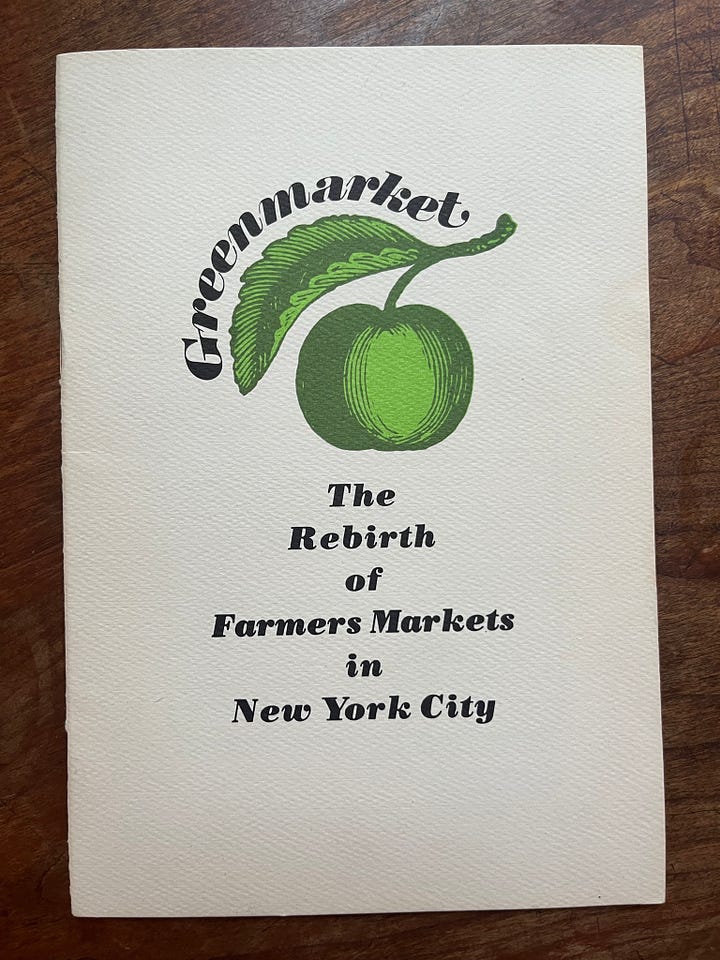 Greenmarket
The
Rebirth
of
Farmers Markets
in
New York City